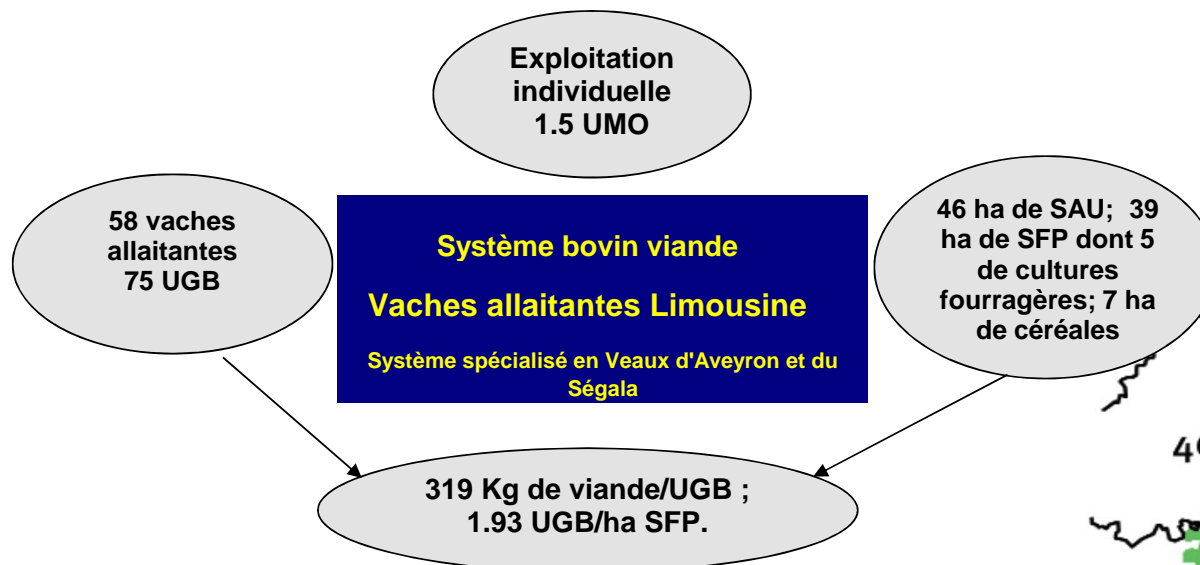 Exploitation
individuelle
1.5 UMO
58 vaches
allaitantes
75 UGB
Système bovin viande
Vaches allaitantes Limousine
Système spécialisé en Veaux d'Aveyron et du
Ségala
46 ha de SAU; 39
ha de SFP dont 5
de cultures
fourragères; 7 ha
de céréales
319 Kg de viande/UGB ;
1.93 UGB/ha SFP.